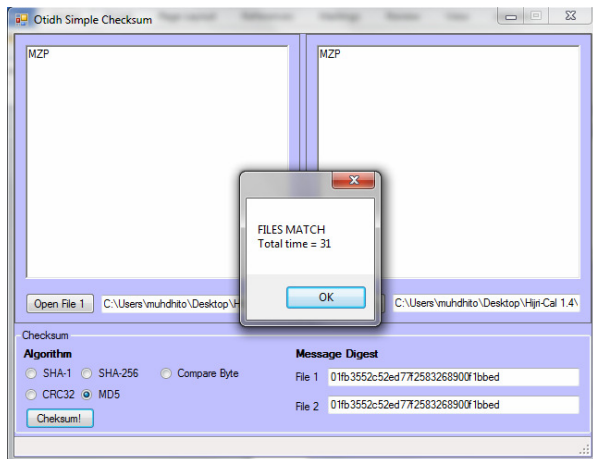 Otidh Simple Checksum
MZP
MZP
FILES MATCH
Total time = 31
OK
Open File 1
C:\Users\muhdhito\Desktop\H
C:\Users\muhdhito\Desktop\Hijri-Cal 1.4\
Checksum
Algorithm
Message Digest
SHA-1
SHA-256
Compare Byte
File 1
01fb3552c52ed77f2583268900f1bbed
CRC32
MD5
File 2
01fb3552c52ed77f2583268900f1bbed
Cheksum!